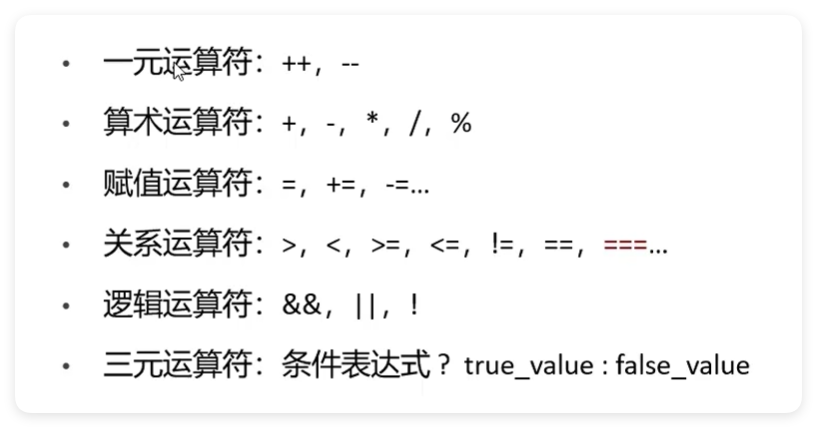 • 一元运算符：++，--
• 算术运算符：+，-，*，/，%
• 赋值运算符：=，+=，-=...
• 关系运算符：>，<，>=，<=，!=，==，===...
• 逻辑运算符：&&，||，!
• 三元运算符：条件表达式 ? true_value : false_value